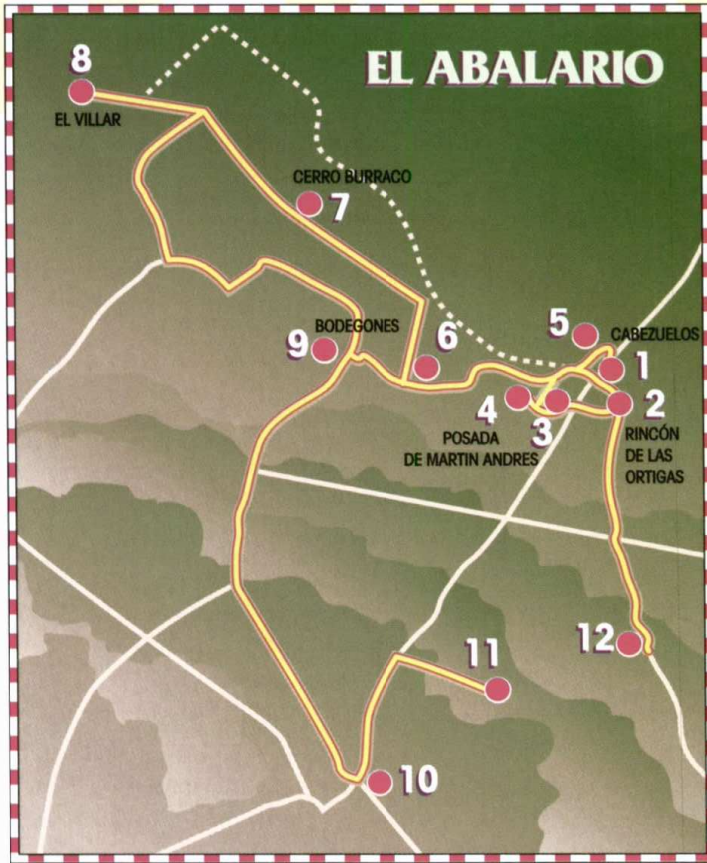 EL ABALARIO
8
EL VILLAR
CERRO BURRACO
7
BODEGONES
9
6
5
CABEZUELOS
1
4
3
2
POSADA
DE MARTIN ANDRES
RINCÓN
DE LAS
ORTIGAS
12
11
10